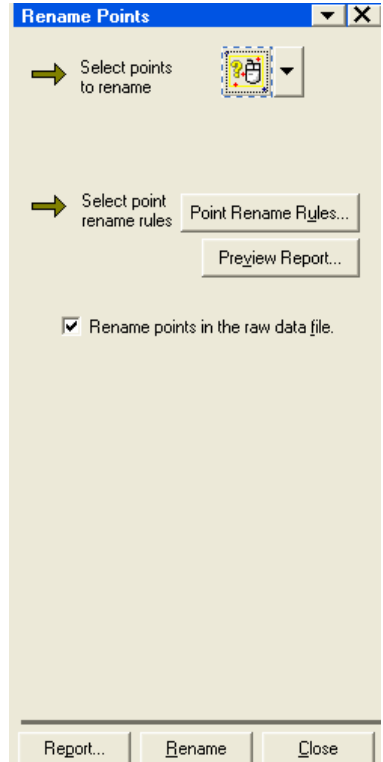 Rename Points
Select points
to rename
Select point
rename rules
Point Rename Rules...
Preview Report...
Rename points in the raw data file.
Report...
Rename
Close